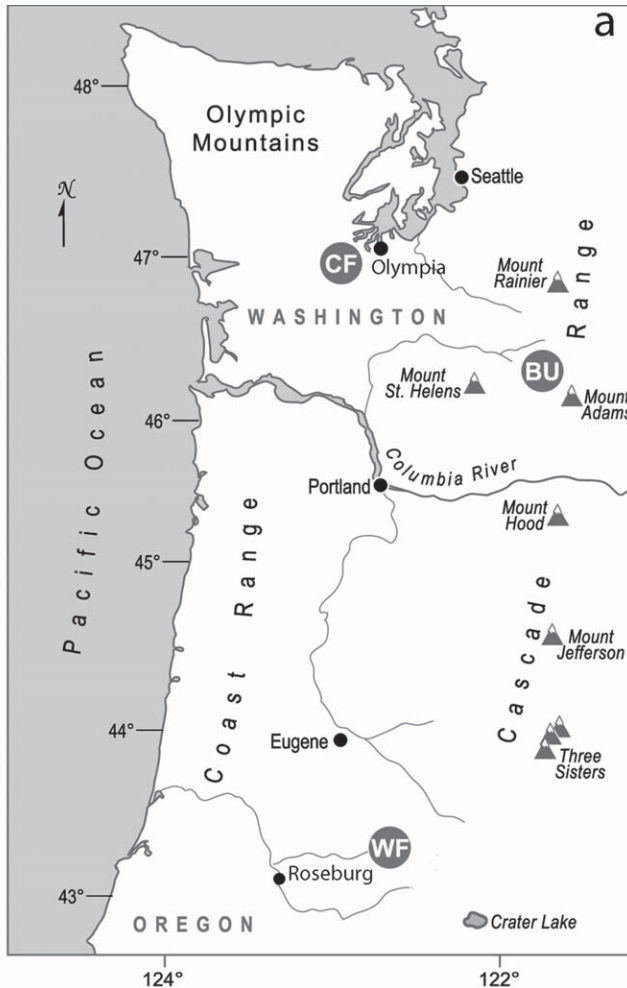 a
48°
Olympic
Mountains
Seattle
N
47°
CF
Olympia
Mount
Rainier
WASHINGTON
Range
Mount
St. Helens
BU
Mount
Adams
46°
Columbia River
Portland
Pacific Ocean
Mount
Hood
Coast Range
45°
Cascade
Mount
Jefferson
44°
Eugene
Three
Sisters
WF
Roseburg
43°
OREGON
Crater Lake
124°
122°